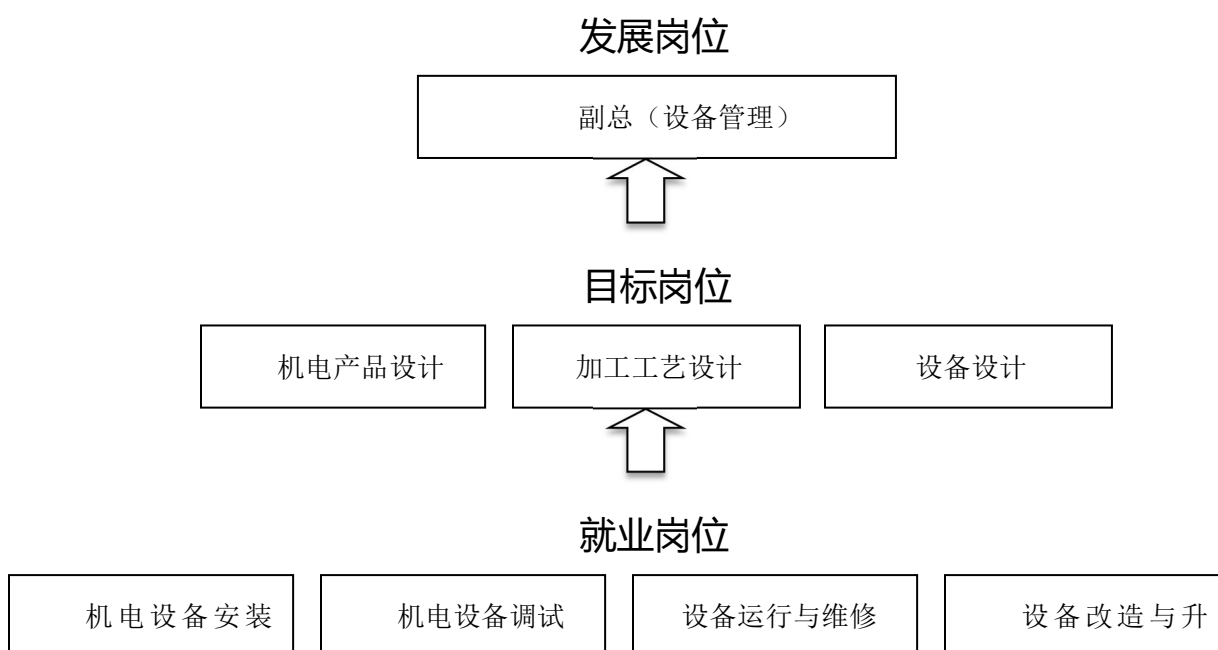 发展岗位
副总（设备管理）
目标岗位
机电产品设计
加工工艺设计
设备设计
就业岗位
机电设备安装
机电设备调试
设备运行与维修
设备改造与升